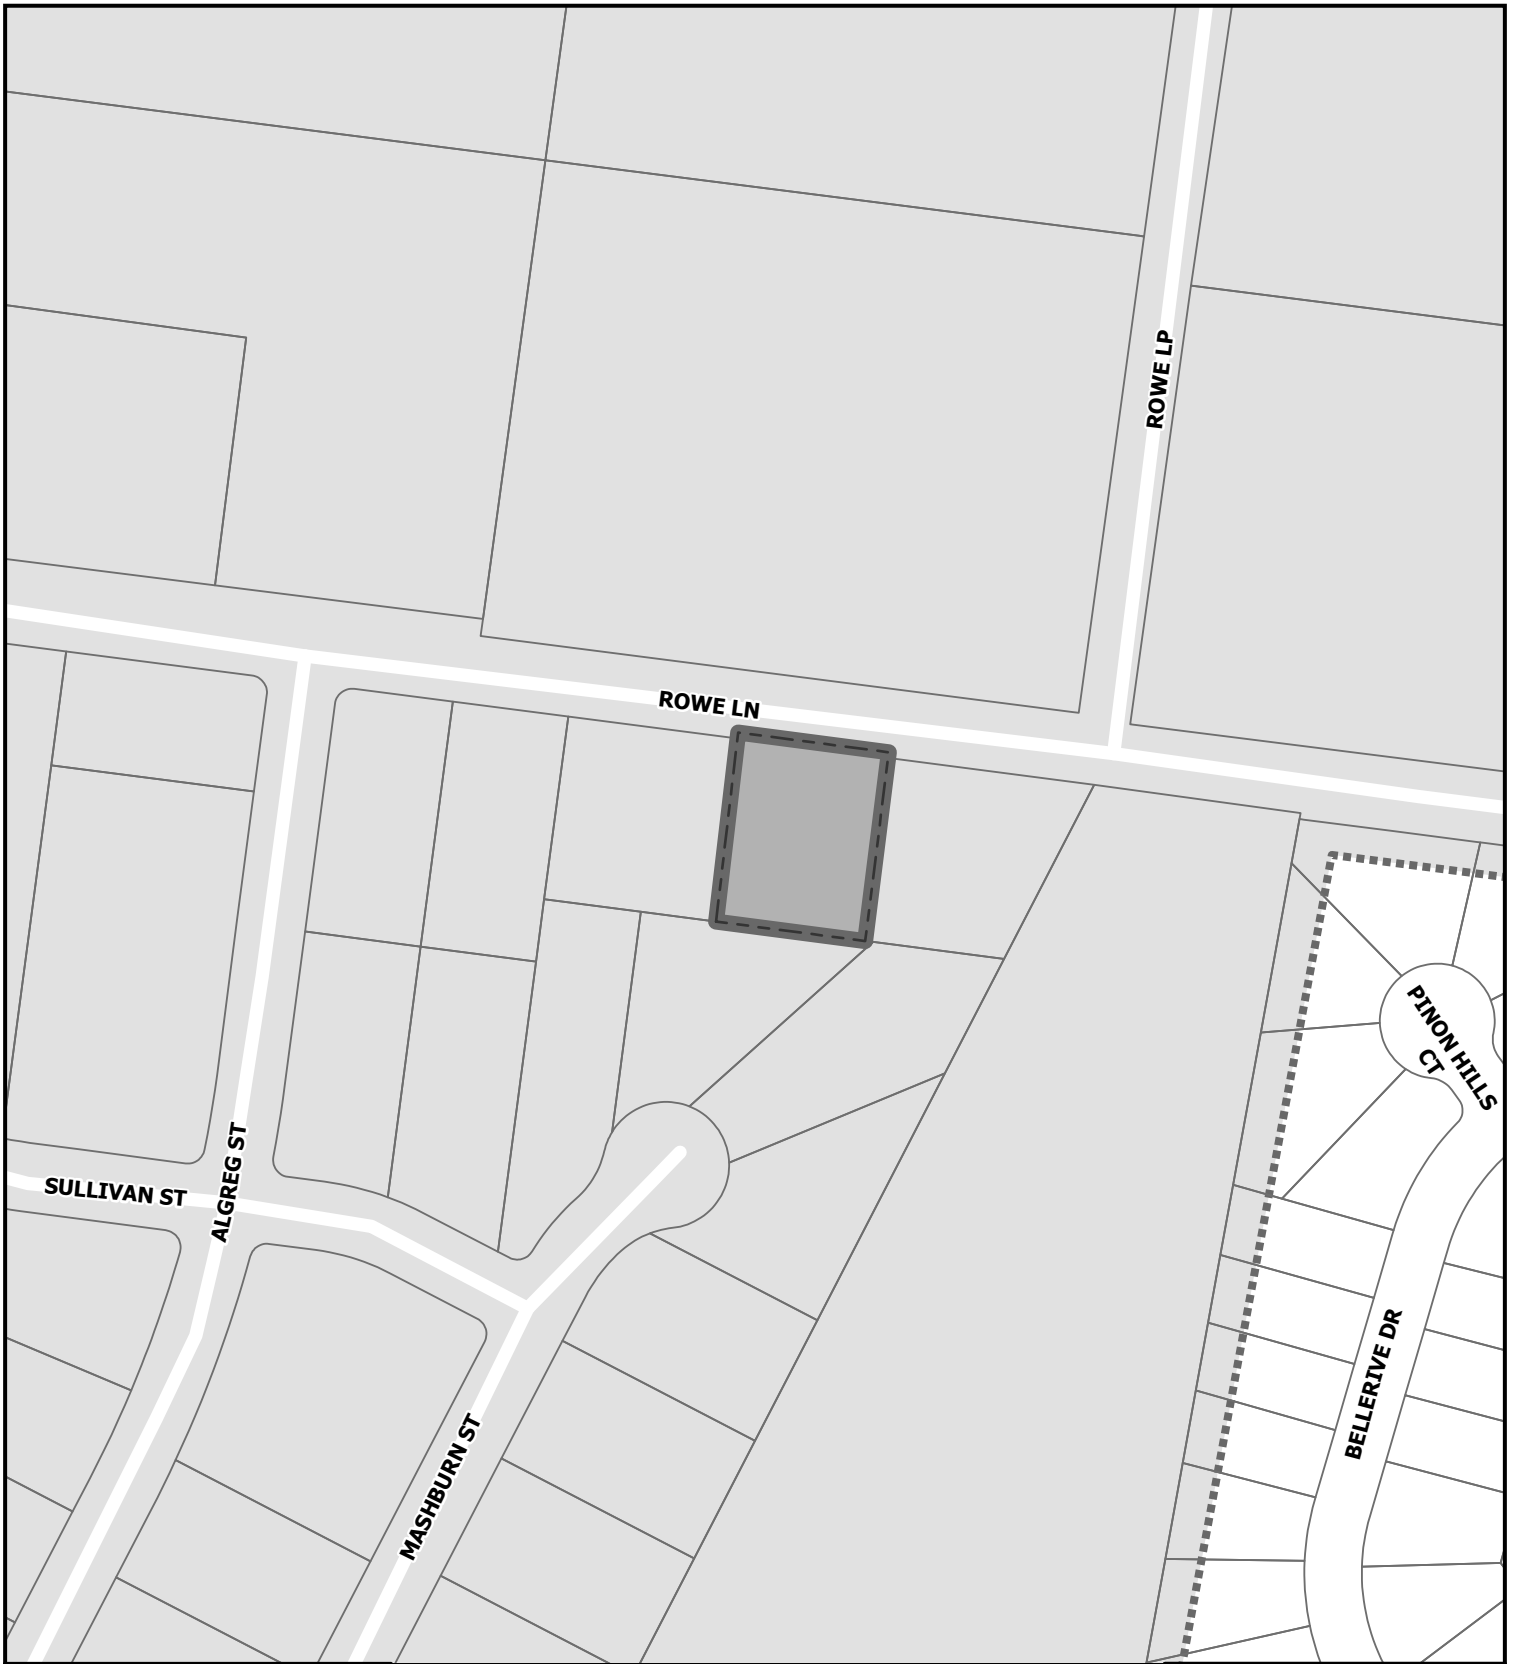 ROWE LP
ROWE LN
PINON HILLS
CT
ALGREG ST
SULLIVAN ST
BELLERIVE DR
MASHBURN ST